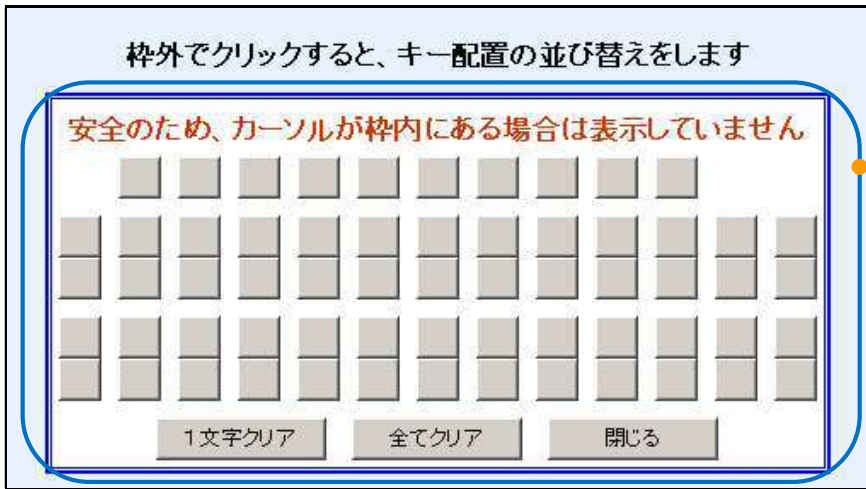 枠外でクリックすると、キー配置の並び替えをします
安全のため、カーソルが枠内にある場合は表示していません
1文字クリア 全てクリア 閉じる